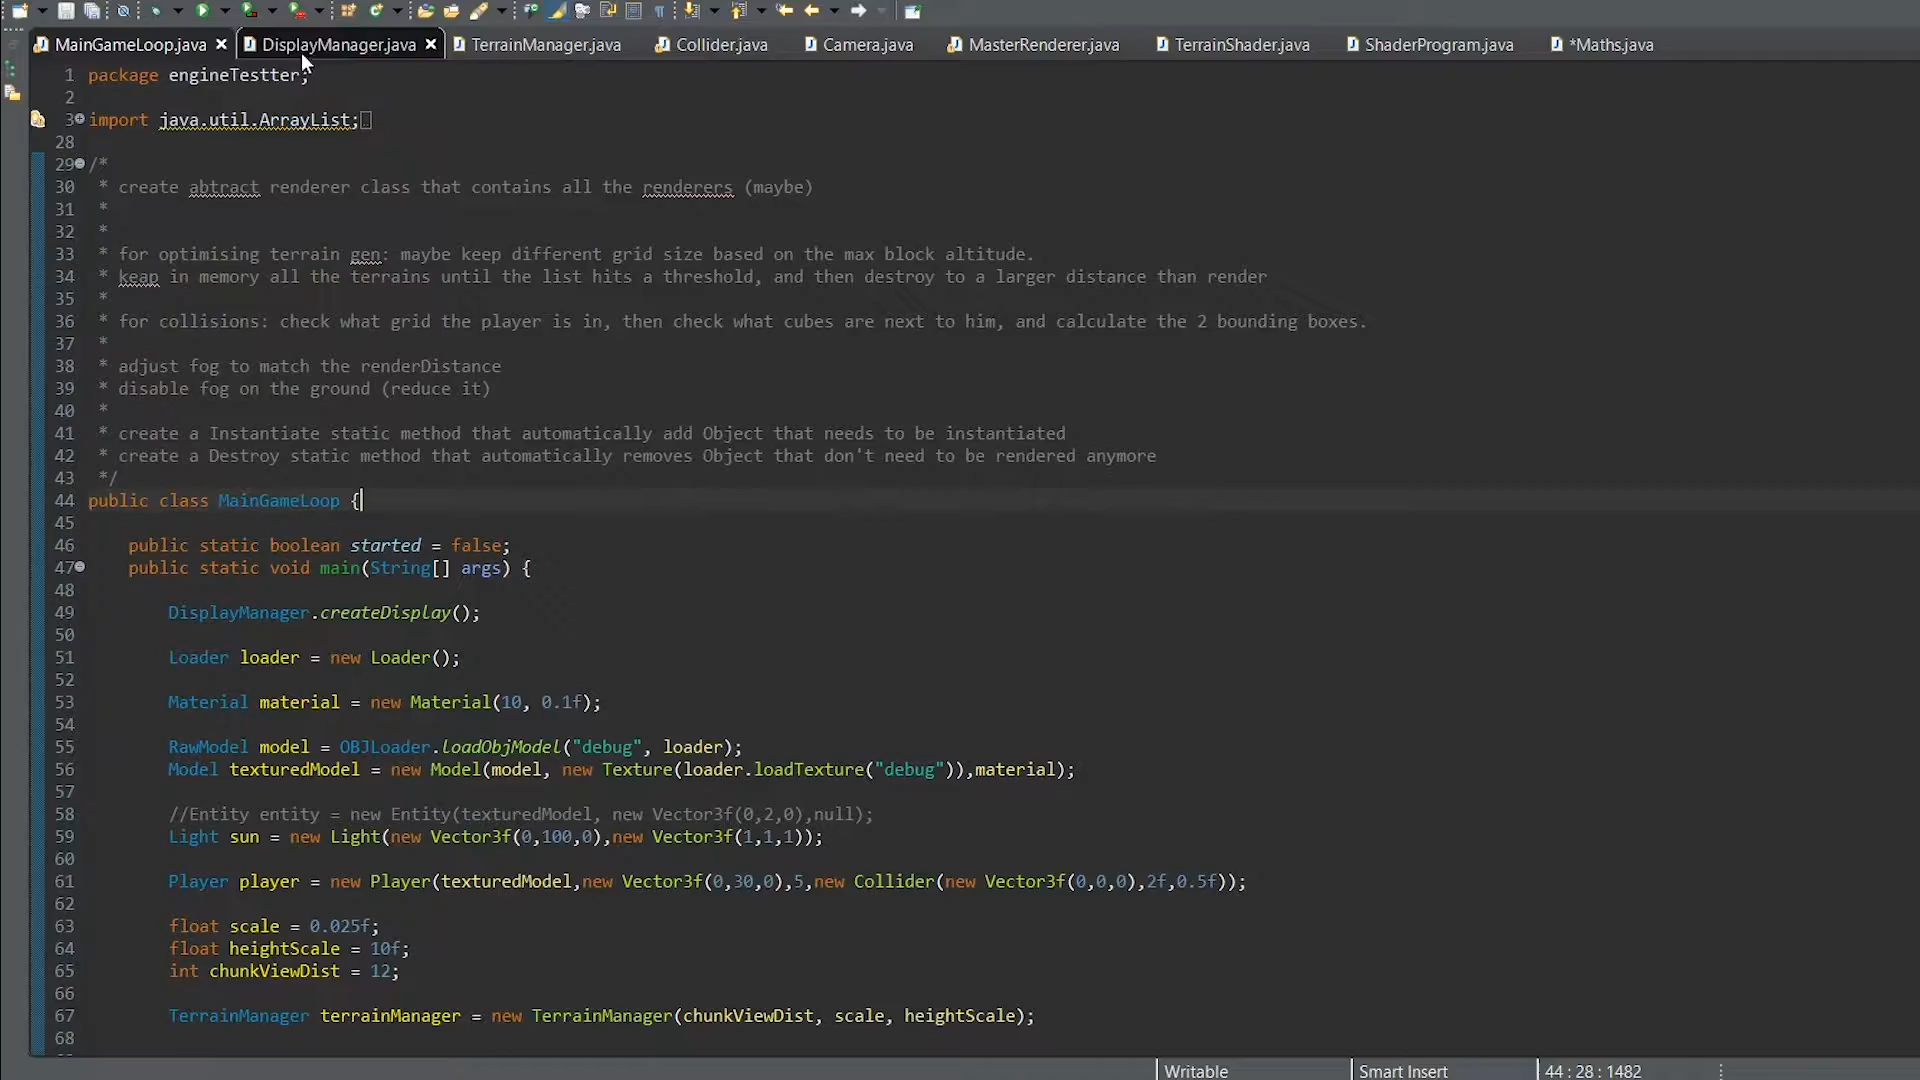 MainGameLoop.java DisplayManager.java TerrainManager.java Collider.java Camera.java MasterRenderer.java TerrainShader.java ShaderProgram.java *Maths.java
1 package engineTestter;
2
3 import java.util.ArrayList;
28
29 /*
30 * create abtract renderer class that contains all the renderers (maybe)
31 *
32 *
33 * for optimising terrain gen: maybe keep different grid size based on the max block altitude.
34 * keap in memory all the terrains until the list hits a threshold, and then destroy to a larger distance than render
35 *
36 * for collisions: check what grid the player is in, then check what cubes are next to him, and calculate the 2 bounding boxes.
37 *
38 * adjust fog to match the renderDistance
39 * disable fog on the ground (reduce it)
40 *
41 * create a Instantiate static method that automatically add Object that needs to be instantiated
42 * create a Destroy static method that automatically removes Object that don't need to be rendered anymore
43 */
44 public class MainGameLoop {
45
46 public static boolean started = false;
47 public static void main(String[] args) {
48
49 DisplayManager.createDisplay();
50
51 Loader loader = new Loader();
52
53 Material material = new Material(10, 0.1f);
54
55 RawModel model = OBJLoader.loadObjModel("debug", loader);
56 Model texturedModel = new Model(model, new Texture(loader.loadTexture("debug")),material);
57
58 //Entity entity = new Entity(texturedModel, new Vector3f(0,2,0),null);
59 Light sun = new Light(new Vector3f(0,100,0),new Vector3f(1,1,1));
60
61 Player player = new Player(texturedModel,new Vector3f(0,30,0),5,new Collider(new Vector3f(0,0,0),2f,0.5f));
62
63 float scale = 0.025f;
64 float heightScale = 10f;
65 int chunkViewDist = 12;
66
67 TerrainManager terrainManager = new TerrainManager(chunkViewDist, scale, heightScale);
68
Writable Smart Insert 44 : 28 : 1482